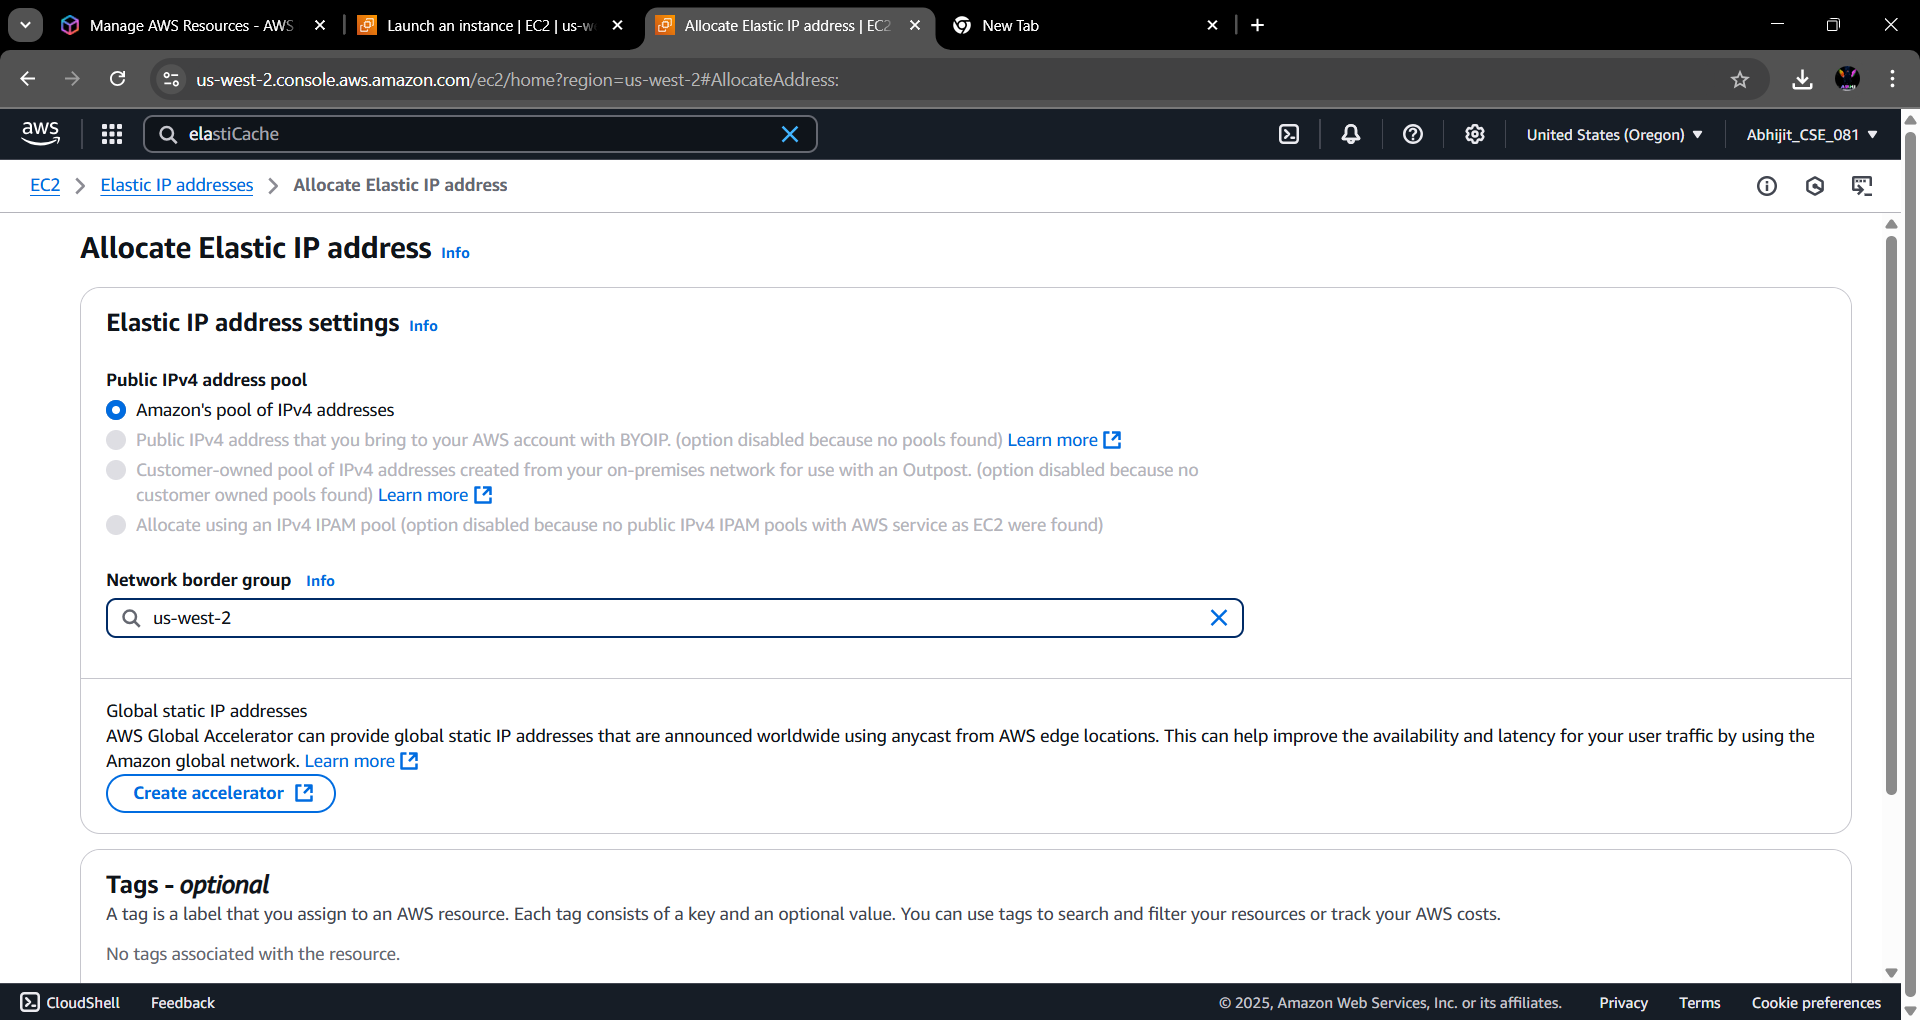 Manage AWS Resources - AWS
Launch an instance | EC2 | us-w
Allocate Elastic IP address | EC2
New Tab
us-west-2.console.aws.amazon.com/ec2/home?region=us-west-2#AllocateAddress:
aws
elastiCache
United States (Oregon)
Abhijit_CSE_081
EC2 > Elastic IP addresses > Allocate Elastic IP address
Allocate Elastic IP address Info
Elastic IP address settings Info
Public IPv4 address pool
Amazon's pool of IPv4 addresses
Public IPv4 address that you bring to your AWS account with BYOIP. (option disabled because no pools found) Learn more
Customer-owned pool of IPv4 addresses created from your on-premises network for use with an Outpost. (option disabled because no
customer owned pools found) Learn more
Allocate using an IPv4 IPAM pool (option disabled because no public IPv4 IPAM pools with AWS service as EC2 were found)
Network border group Info
us-west-2
Global static IP addresses
AWS Global Accelerator can provide global static IP addresses that are announced worldwide using anycast from AWS edge locations. This can help improve the availability and latency for your user traffic by using the
Amazon global network. Learn more
Create accelerator
Tags - optional
A tag is a label that you assign to an AWS resource. Each tag consists of a key and an optional value. You can use tags to search and filter your resources or track your AWS costs.
No tags associated with the resource.
CloudShell
Feedback
© 2025, Amazon Web Services, Inc. or its affiliates.
Privacy
Terms
Cookie preferences